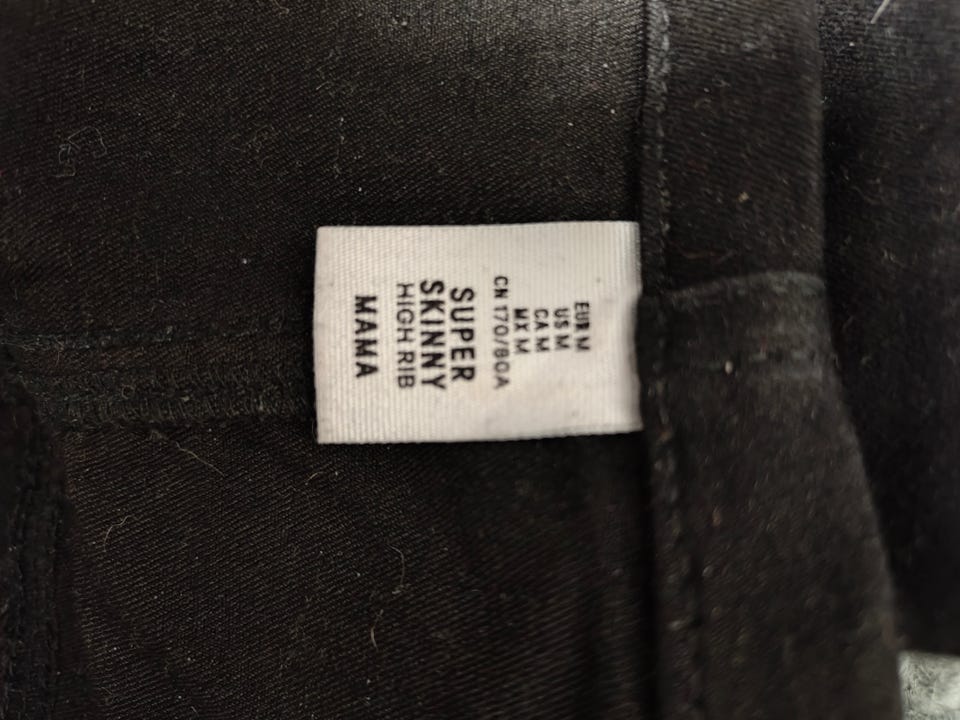 EUR M
US M
CA M
MX M
CN 170/80A
SUPER
SKINNY
HIGH RIB
MAMA